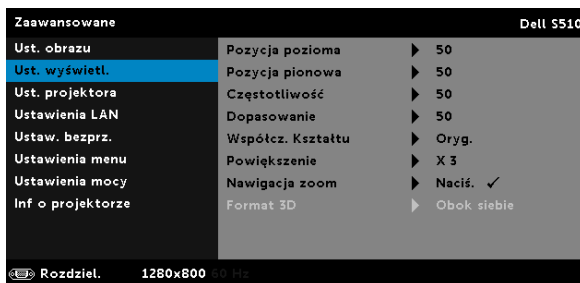 Zaawansowane Dell S510
Ust. obrazu
Ust. wyświetl.
Ust. projektora
Ustawienia LAN
Ustaw. bezprz.
Ustawienia menu
Ustawienia mocy
Inf o projektorze
Pozycja pozioma 50
Pozycja pionowa 50
Częstotliwość 50
Dopasowanie 50
Współcz. Kształtu Oryg.
Powiększenie X 3
Nawigacja zoom Naciś. ✓
Format 3D Obok siebie
Rozdziel. 1280x800 60 Hz